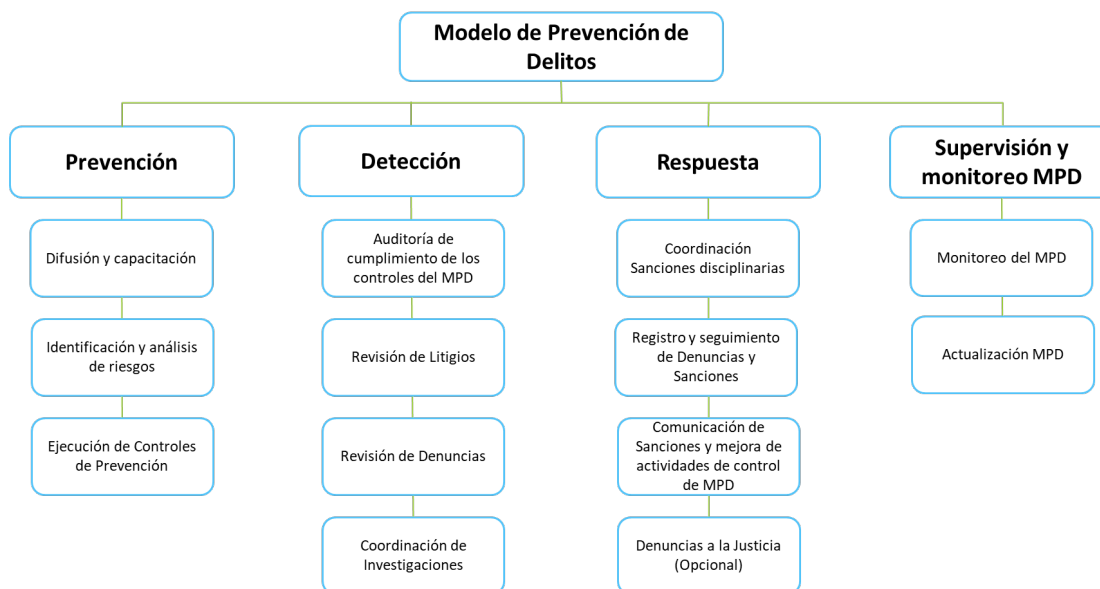 Modelo de Prevención de
Delitos
Prevención
Difusión y capacitación
Identificación y análisis
de riesgos
Ejecución de Controles
de Prevención
Detección
Auditoría de
cumplimiento de los
controles del MPD
Revisión de Litigios
Revisión de Denuncias
Coordinación de
Investigaciones
Respuesta
Coordinación
Sanciones disciplinarias
Registro y seguimiento
de Denuncias y
Sanciones
Comunicación de
Sanciones y mejora de
actividades de control
de MPD
Denuncias a la Justicia
(Opcional)
Supervisión y
monitoreo MPD
Monitoreo del MPD
Actualización MPD